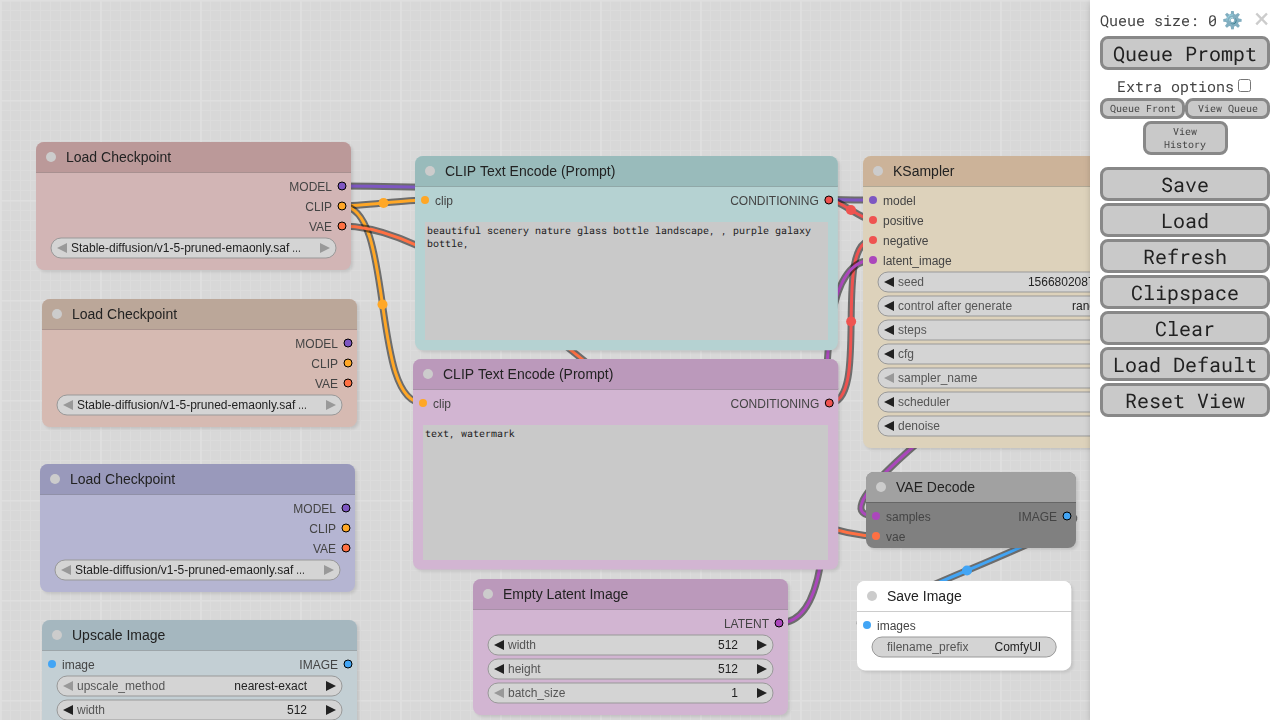 Queue size: 0
Queue Prompt
Extra options
Queue Front
View Queue
View
History
Save
Load
Refresh
Clipspace
Clear
Load Default
Reset View
Load Checkpoint
MODEL
CLIP
VAE
Stable-diffusion/v1-5-pruned-emaonly.saf ...
Load Checkpoint
MODEL
CLIP
VAE
Stable-diffusion/v1-5-pruned-emaonly.saf ...
Load Checkpoint
MODEL
CLIP
VAE
Stable-diffusion/v1-5-pruned-emaonly.saf ...
Upscale Image
image IMAGE
upscale_method nearest-exact
width 512
CLIP Text Encode (Prompt)
clip CONDITIONING
beautiful scenery nature glass bottle landscape, , purple galaxy
bottle,
CLIP Text Encode (Prompt)
clip CONDITIONING
text, watermark
Empty Latent Image
LATENT
width 512
height 512
batch_size 1
KSampler
model
positive
negative
latent_image
seed 156680208
control after generate ran
steps
cfg
sampler_name
scheduler
denoise
VAE Decode
samples IMAGE
vae
Save Image
images
filename_prefix ComfyUI